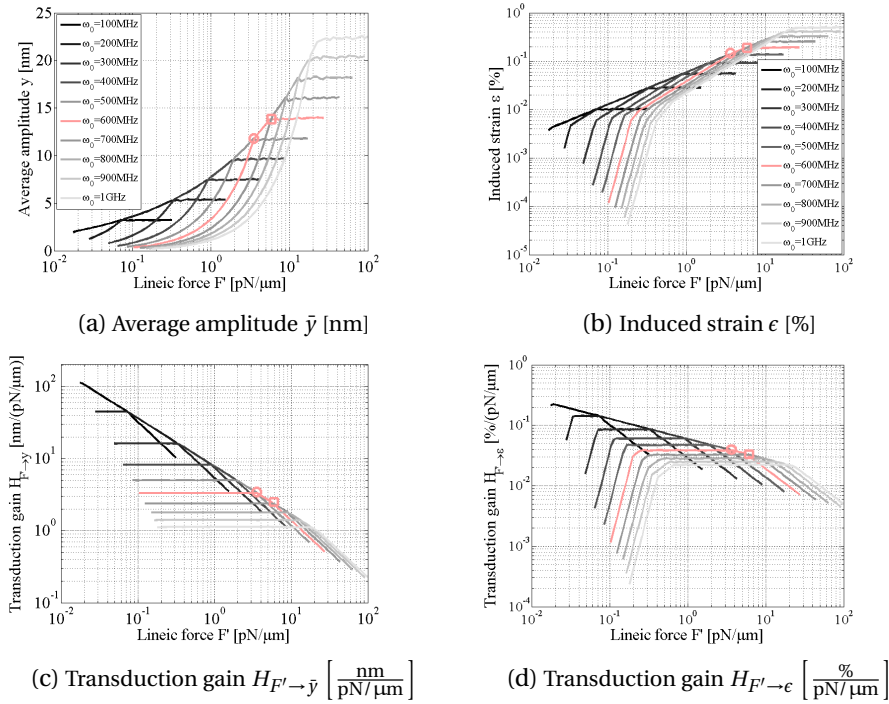 25
20
15
10
5
0
Average amplitude y [nm]
ω0=100MHz
ω0=200MHz
ω0=300MHz
ω0=400MHz
ω0=500MHz
ω0=600MHz
ω0=700MHz
ω0=800MHz
ω0=900MHz
ω0=1GHz
10^-2 10^-1 10^0 10^1 10^2
Lineic force F' [pN/μm]
(a) Average amplitude ȳ [nm]
10^0
10^-1
10^-2
10^-3
10^-4
10^-5
Induced strain ε [%]
ω0=100MHz
ω0=200MHz
ω0=300MHz
ω0=400MHz
ω0=500MHz
ω0=600MHz
ω0=700MHz
ω0=800MHz
ω0=900MHz
ω0=1GHz
10^-2 10^-1 10^0 10^1 10^2
Lineic force F' [pN/μm]
(b) Induced strain ϵ [%]
10^2
10^1
10^0
10^-1
Transduction gain H_F'→y [nm/(pN/μm)]
10^-2 10^-1 10^0 10^1 10^2
Lineic force F' [pN/μm]
(c) Transduction gain H_F'→ȳ [nm / pN/μm]
10^0
10^-1
10^-2
10^-3
10^-4
Transduction gain H_F'→ε [%/(pN/μm]
10^-2 10^-1 10^0 10^1 10^2
Lineic force F' [pN/μm]
(d) Transduction gain H_F'→ϵ [% / pN/μm]